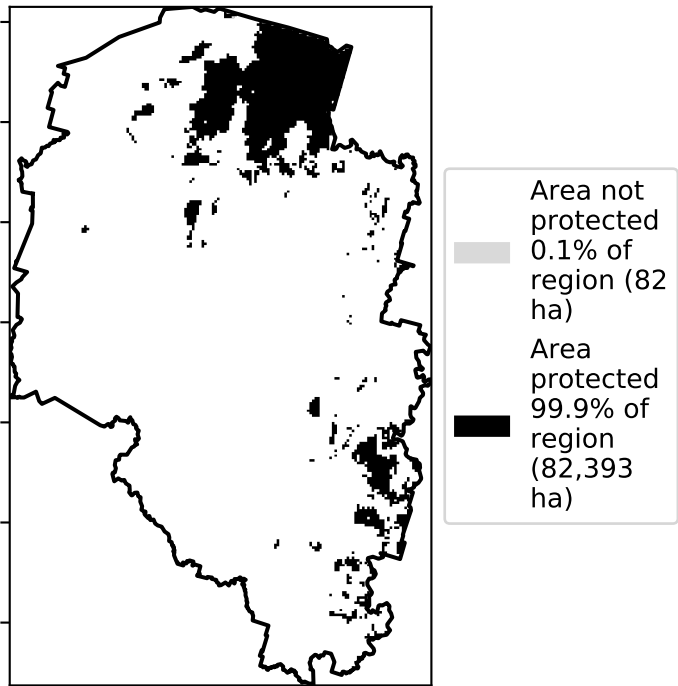 Area not
protected
0.1% of
region (82
ha)
Area
protected
99.9% of
region
(82,393
ha)